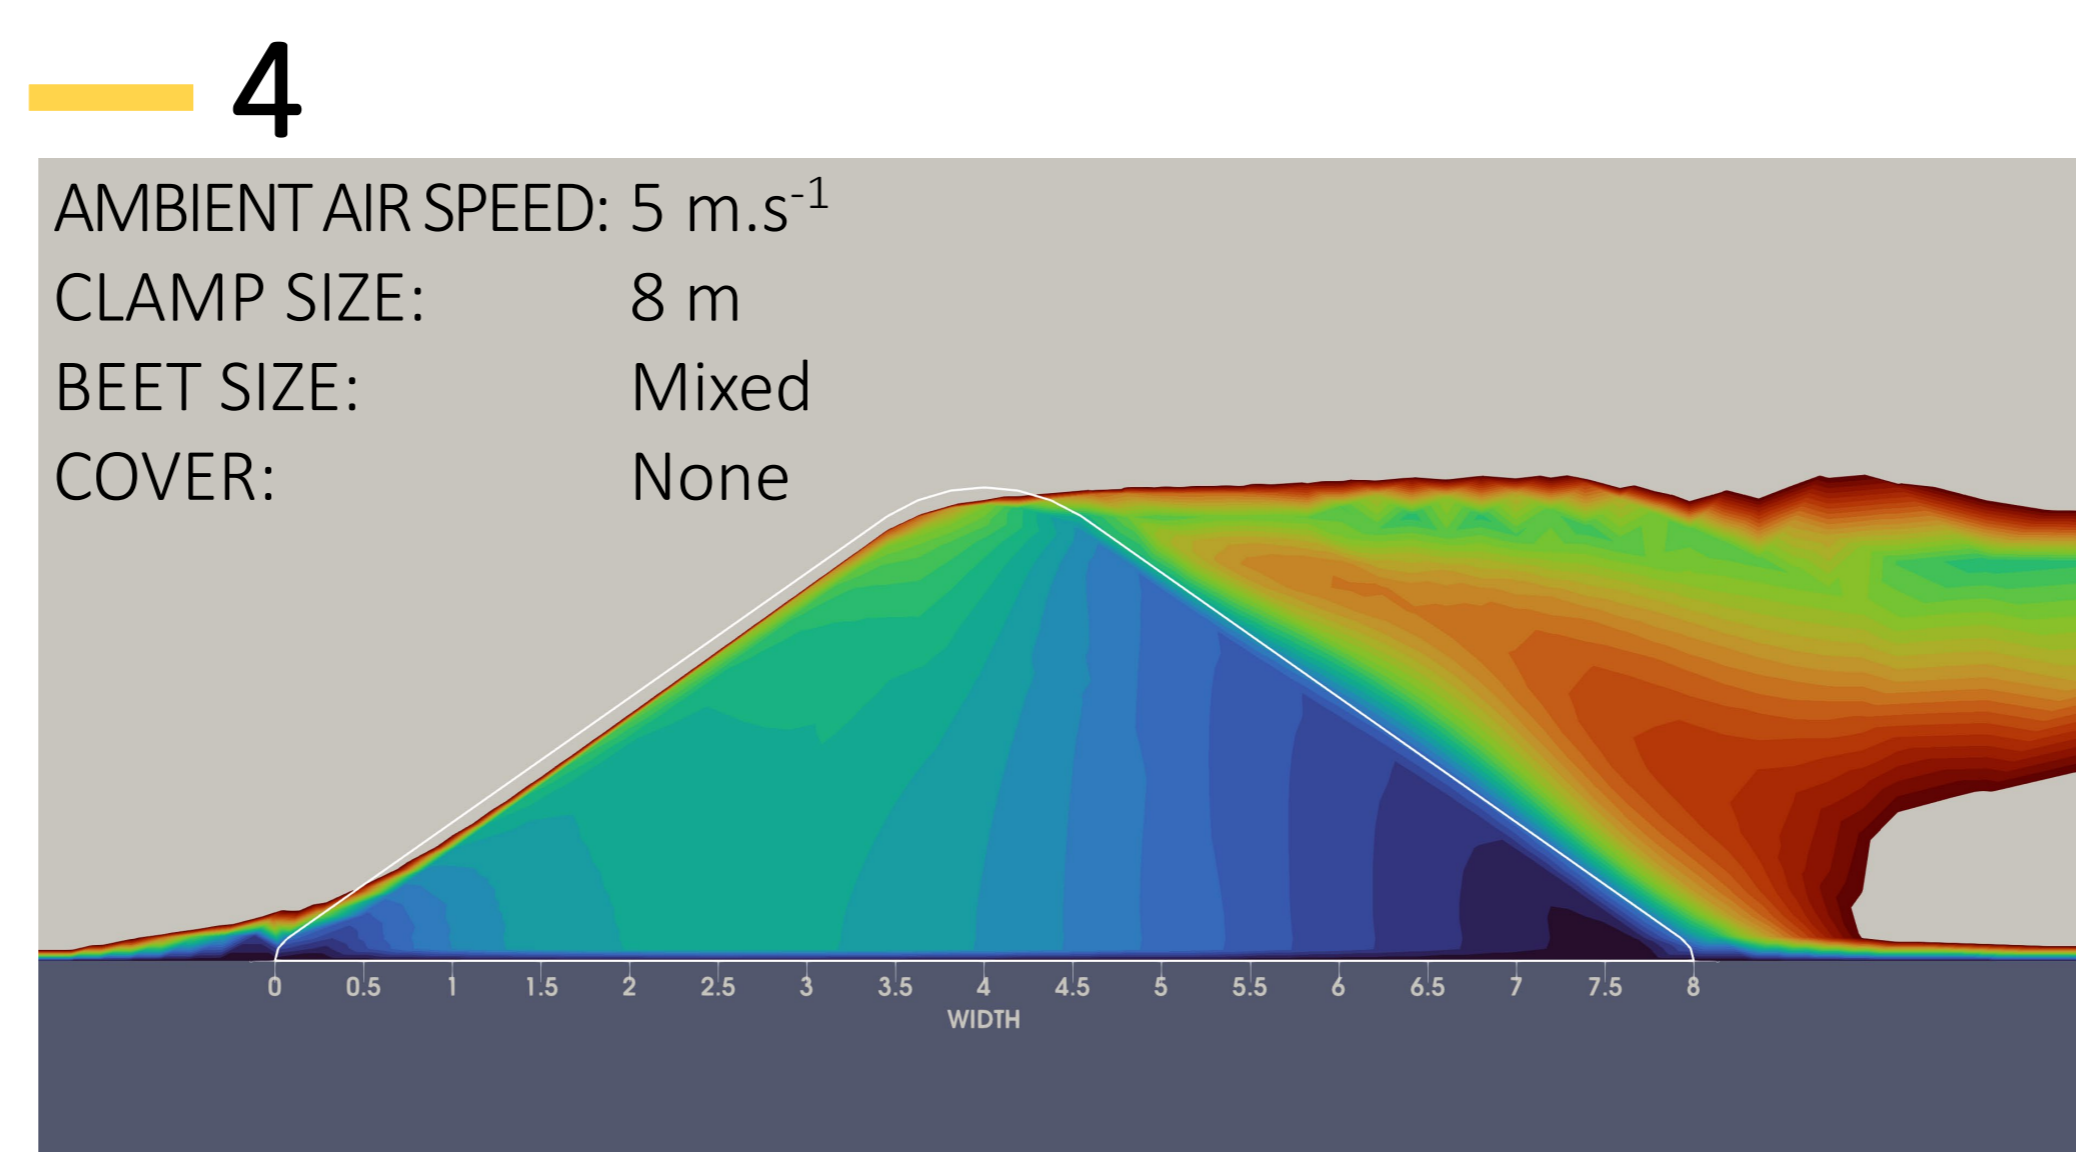 4
AMBIENT AIR SPEED: 5 m.s⁻¹
CLAMP SIZE: 8 m
BEET SIZE: Mixed
COVER: None
0 0.5 1 1.5 2 2.5 3 3.5 4 4.5 5 5.5 6 6.5 7 7.5 8
WIDTH